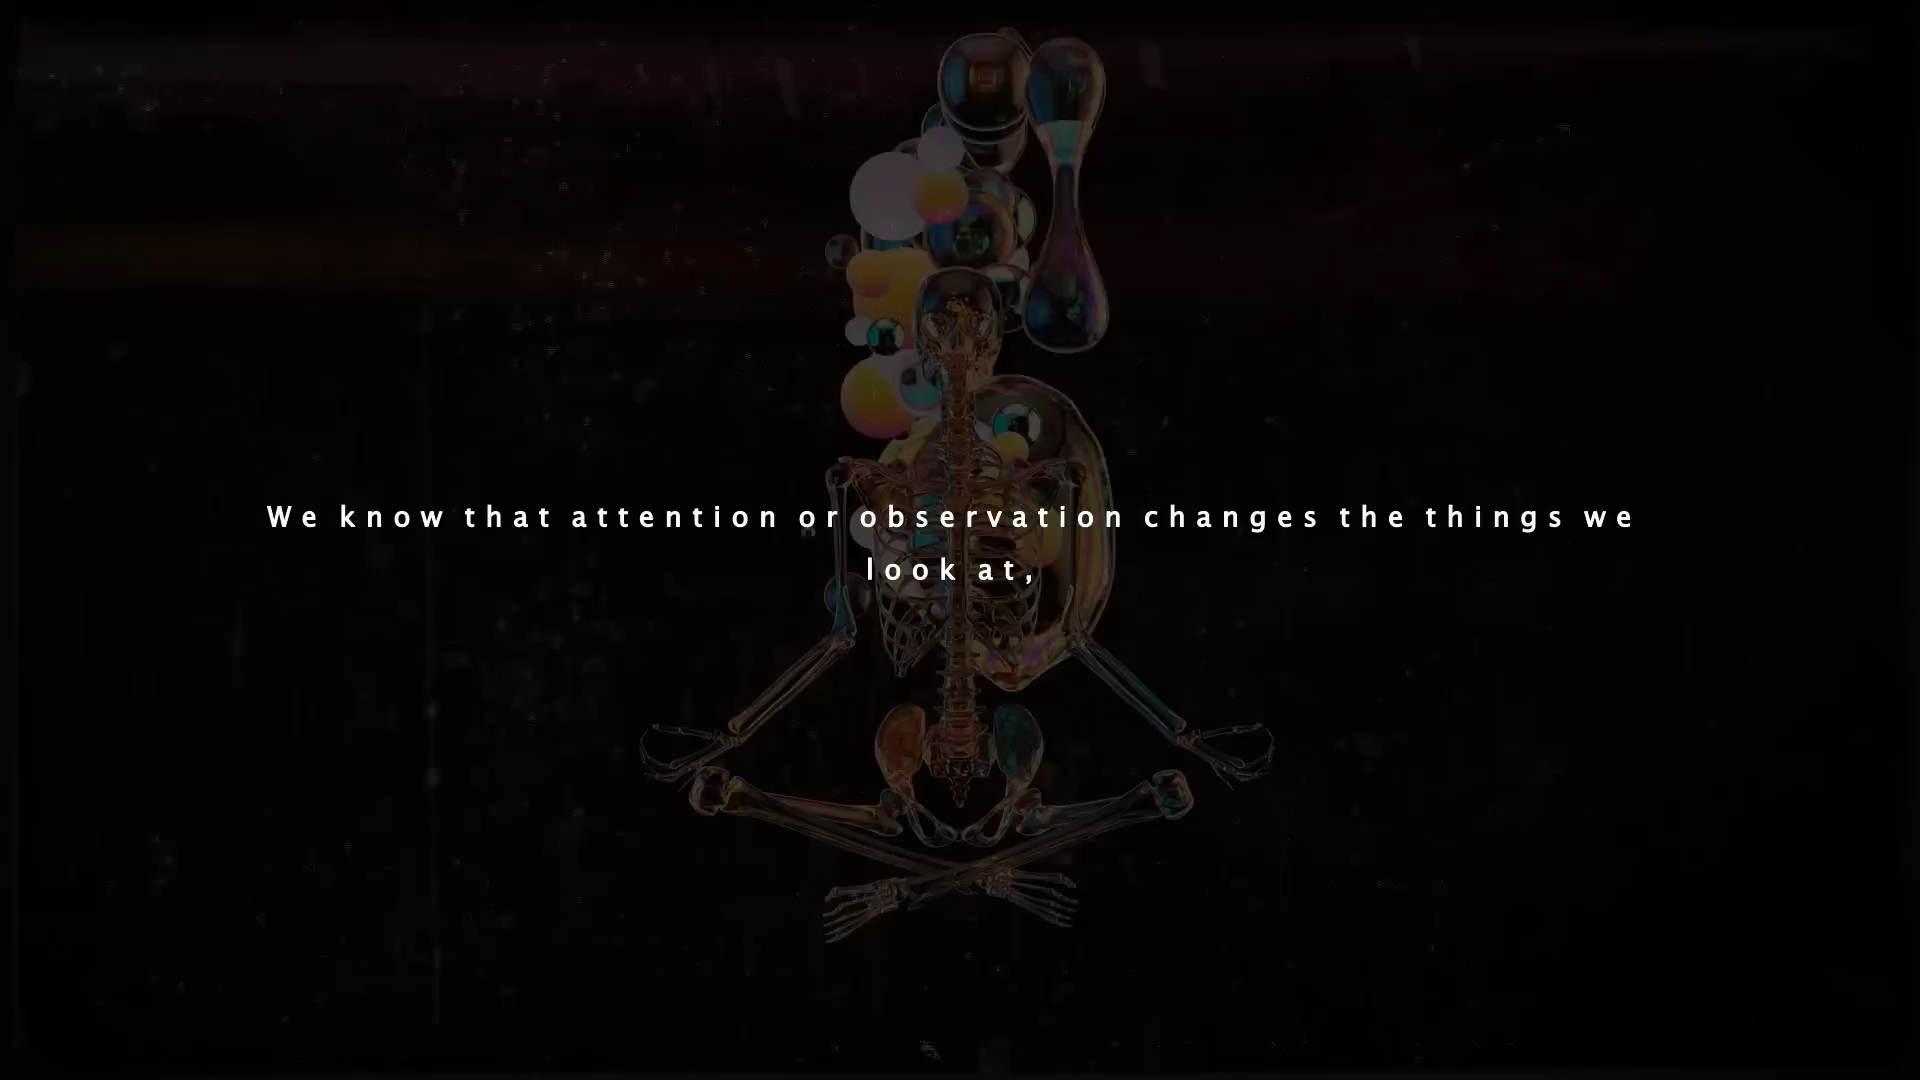 We know that attention or observation changes the things we
look at,